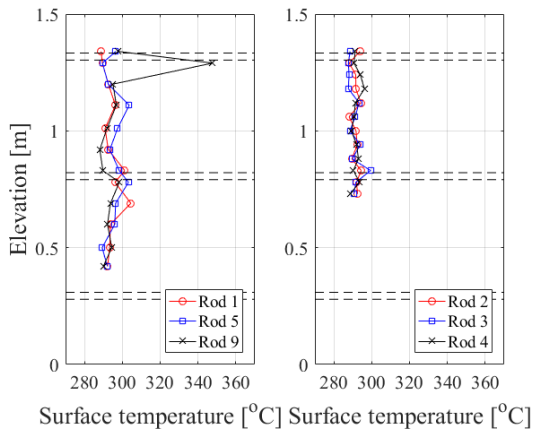 1.5
1
0.5
0
Elevation [m]
280 300 320 340 360
Surface temperature [°C]
Rod 1
Rod 5
Rod 9
1.5
1
0.5
0
280 300 320 340 360
Surface temperature [°C]
Rod 2
Rod 3
Rod 4